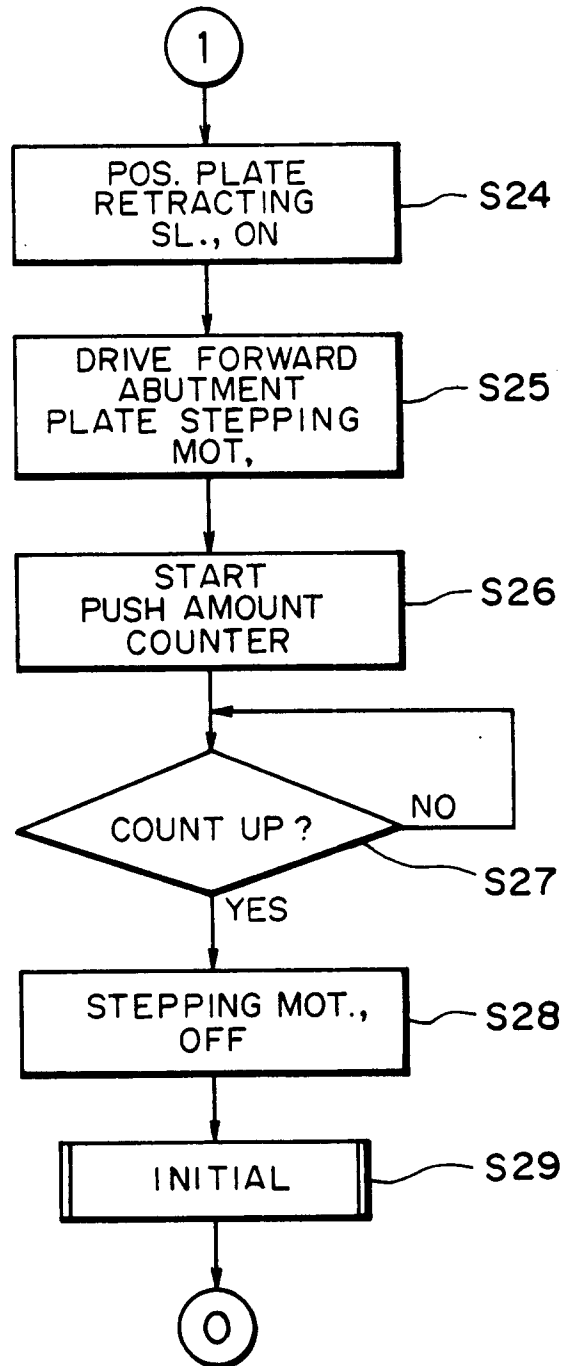 1
POS. PLATE
RETRACTING
SL., ON
S24
DRIVE FORWARD
ABUTMENT
PLATE STEPPING
MOT,
S25
START
PUSH AMOUNT
COUNTER
S26
COUNT UP ?
NO
S27
YES
STEPPING MOT.,
OFF
S28
INITIAL
S29
O